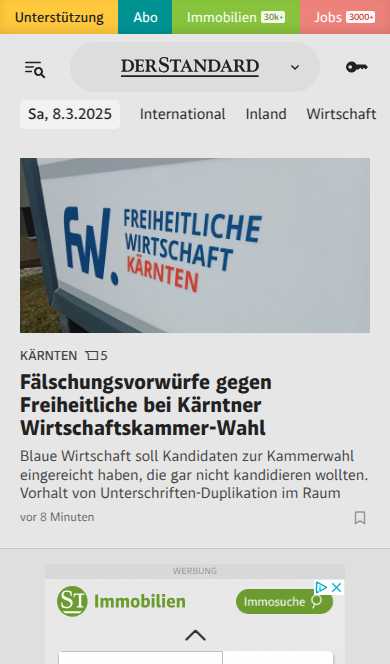 Unterstützung Abo Immobilien 30k+ Jobs 3000+
DERSTANDARD
Sa, 8.3.2025 International Inland Wirtschaft
fW.
FREIHEITLICHE
WIRTSCHAFT
KÄRNTEN
KÄRNTEN 5
Fälschungsvorwürfe gegen
Freiheitliche bei Kärntner
Wirtschaftskammer-Wahl
Blaue Wirtschaft soll Kandidaten zur Kammerwahl
eingereicht haben, die gar nicht kandidieren wollten.
Vorhalt von Unterschriften-Duplikation im Raum
vor 8 Minuten
WERBUNG
ST Immobilien Immosuche